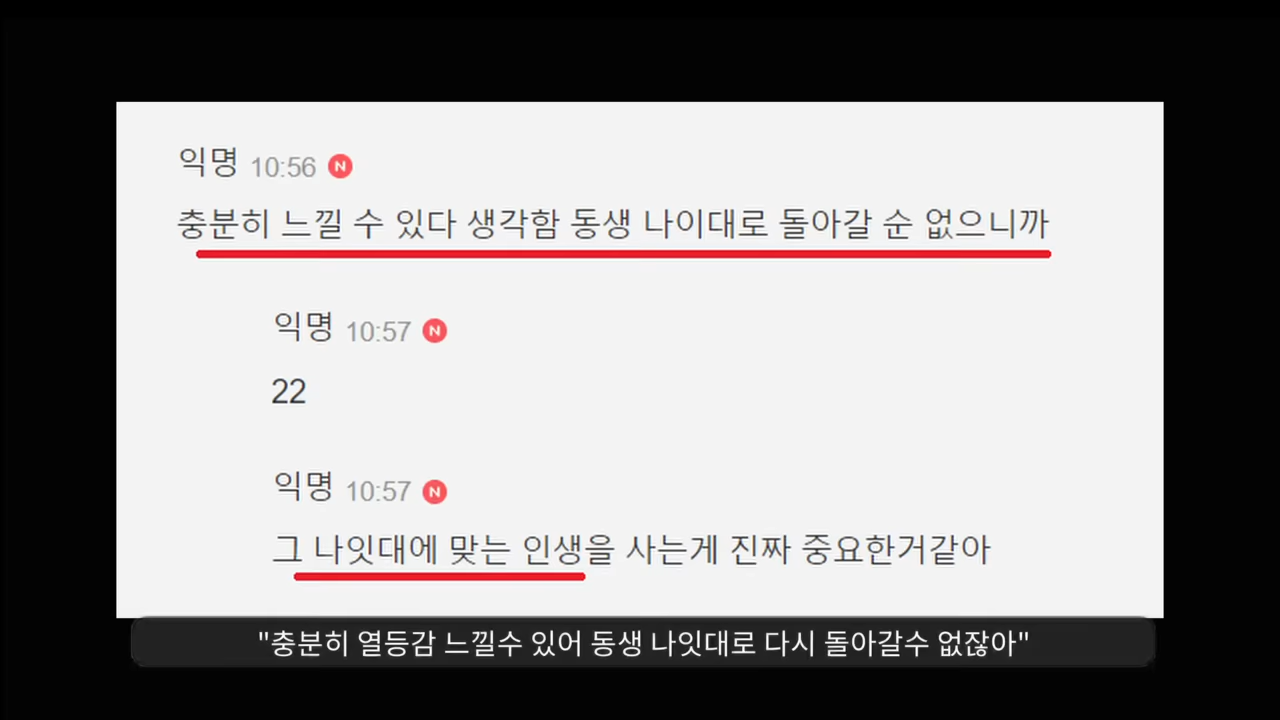 익명 10:56 N
충분히 느낄 수 있다 생각함 동생 나이대로 돌아갈 순 없으니까
익명 10:57 N
22
익명 10:57 N
그 나잇대에 맞는 인생을 사는게 진짜 중요한거같아
"충분히 열등감 느낄수 있어 동생 나잇대로 다시 돌아갈수 없잖아"